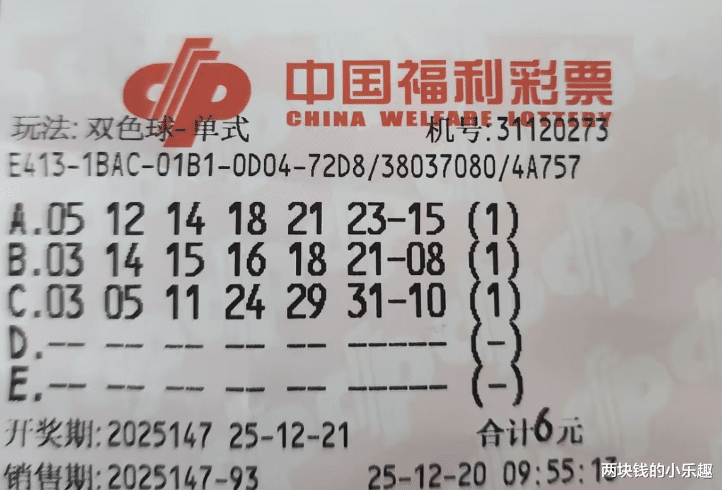 中国福利彩票
CHINA WELFARE LOTTERY
玩法: 双色球-单式 机号:31120273
E413-1BAC-01B1-0D04-72D8/38037080/4A757
A.05 12 14 18 21 23-15 (1)
B.03 14 15 16 18 21-08 (1)
C.03 05 11 24 29 31-10 (1)
D.-- -- -- -- -- -- -- (-)
E.-- -- -- -- -- -- -- (-)
开奖期:2025147 25-12-21 合计6元
销售期:2025147-93 25-12-20 09:55:13
两块钱的小乐趣